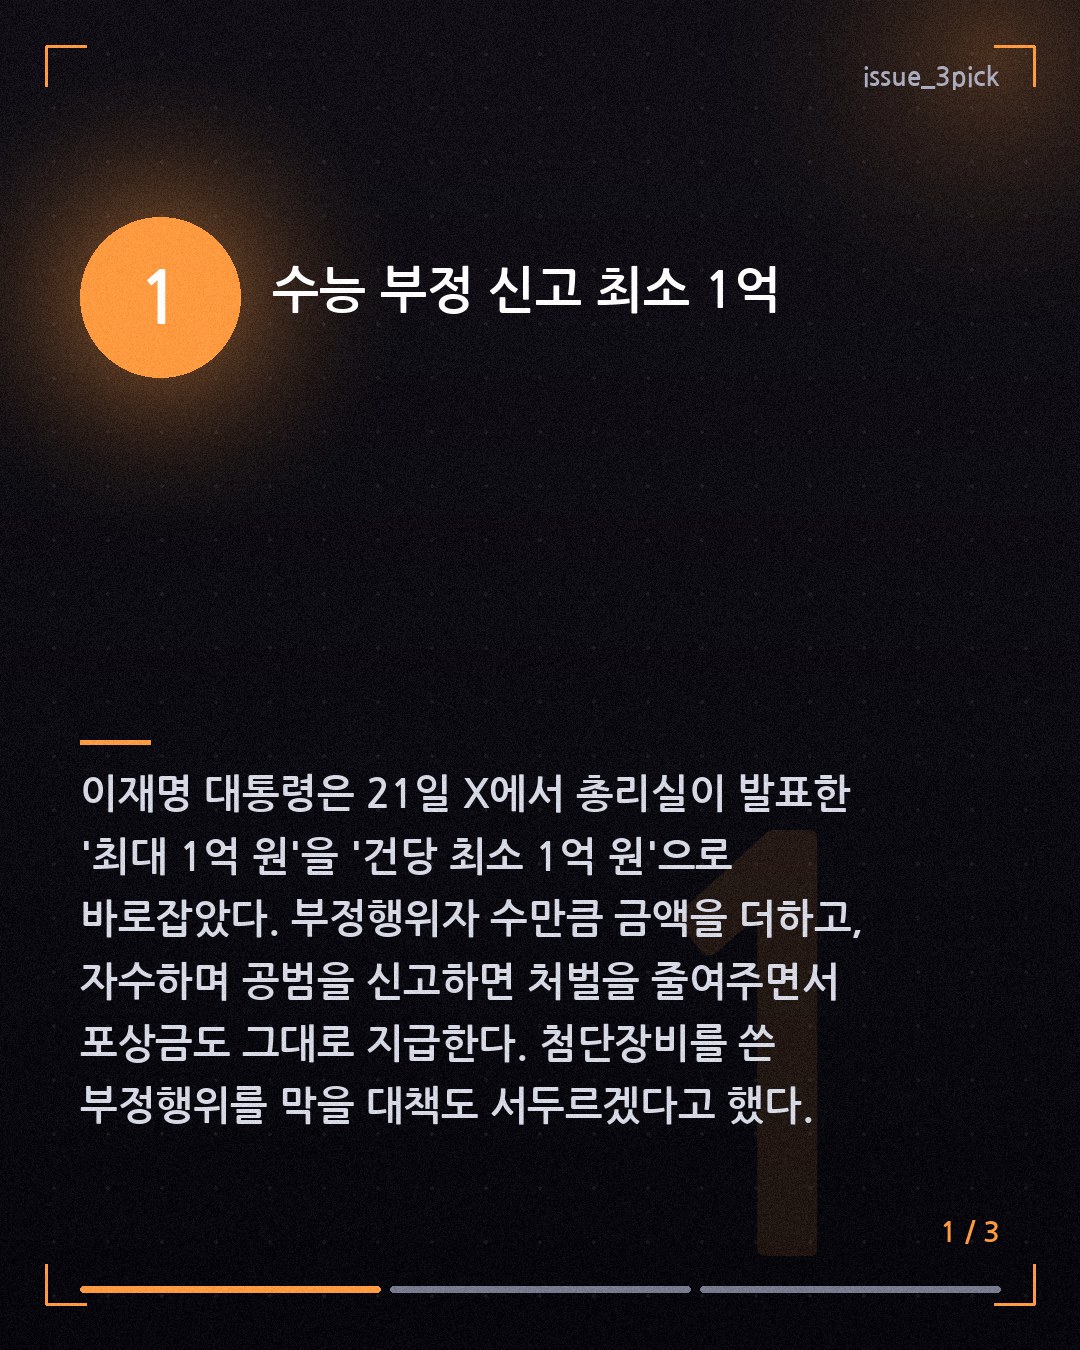 issue_3pick
1
수능 부정 신고 최소 1억
이재명 대통령은 21일 X에서 총리실이 발표한
'최대 1억 원'을 '건당 최소 1억 원'으로
바로잡았다. 부정행위자 수만큼 금액을 더하고,
자수하며 공범을 신고하면 처벌을 줄여주면서
포상금도 그대로 지급한다. 첨단장비를 쓴
부정행위를 막을 대책도 서두르겠다고 했다.
1
1 / 3